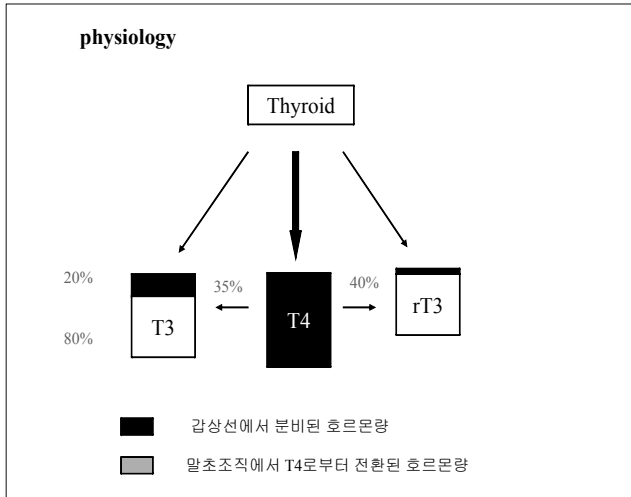 physiology
Thyroid
20% 35% 40%
T3 T4 rT3
80%
갑상선에서 분비된 호르몬량
말초조직에서 T4로부터 전환된 호르몬량